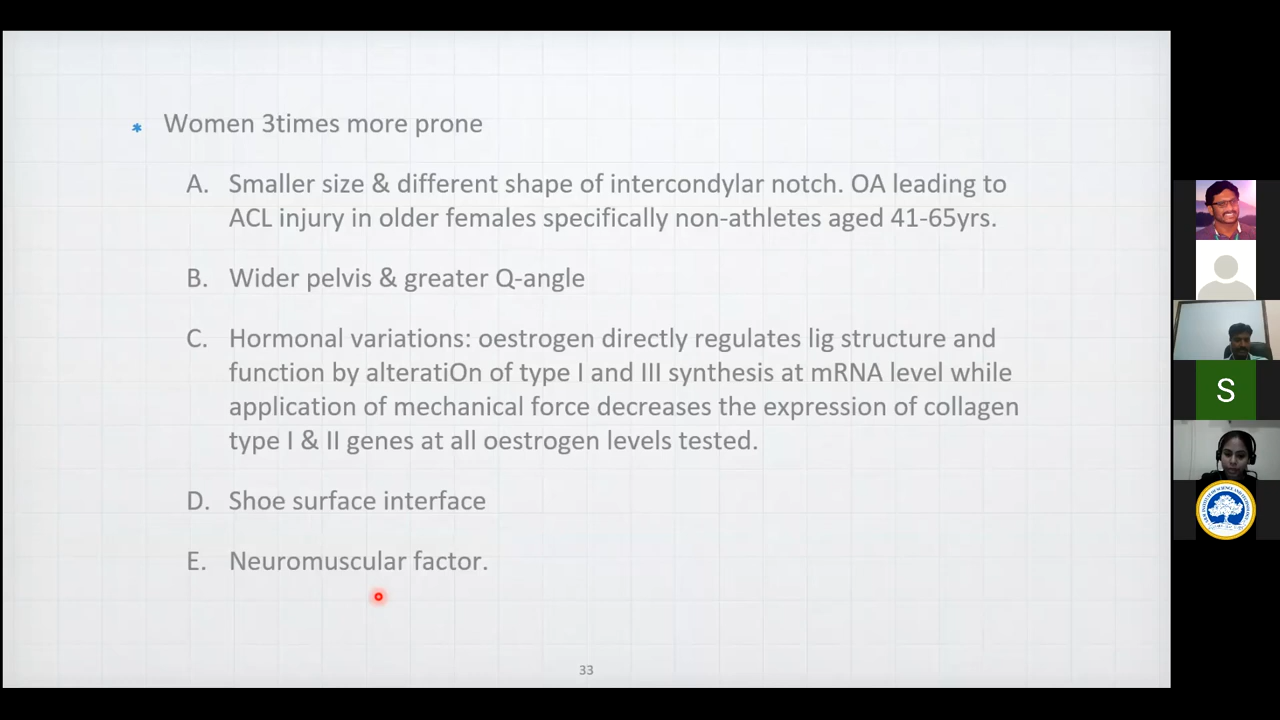 * Women 3times more prone
A. Smaller size & different shape of intercondylar notch. OA leading to
ACL injury in older females specifically non-athletes aged 41-65yrs.
B. Wider pelvis & greater Q-angle
C. Hormonal variations: oestrogen directly regulates lig structure and
function by alteratiOn of type I and III synthesis at mRNA level while
application of mechanical force decreases the expression of collagen
type I & II genes at all oestrogen levels tested.
D. Shoe surface interface
E. Neuromuscular factor.
33
S